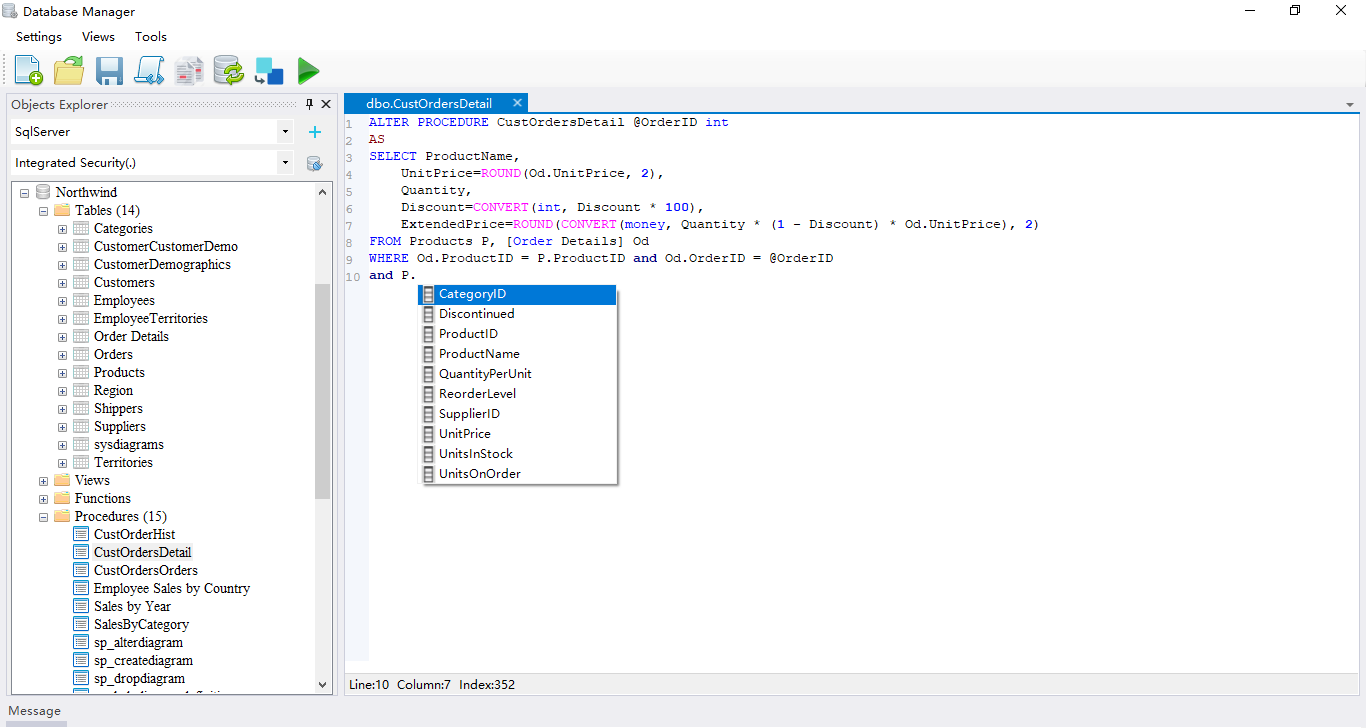 Database Manager
Settings Views Tools
Objects Explorer
SqlServer
Integrated Security(.)
Northwind
Tables (14)
Categories
CustomerCustomerDemo
CustomerDemographics
Customers
Employees
EmployeeTerritories
Order Details
Orders
Products
Region
Shippers
Suppliers
sysdiagrams
Territories
Views
Functions
Procedures (15)
CustOrderHist
CustOrdersDetail
CustOrdersOrders
Employee Sales by Country
Sales by Year
SalesByCategory
sp_alterdiagram
sp_creatediagram
sp_dropdiagram
dbo.CustOrdersDetail
1 ALTER PROCEDURE CustOrdersDetail @OrderID int
2 AS
3 SELECT ProductName,
4 UnitPrice=ROUND(Od.UnitPrice, 2),
5 Quantity,
6 Discount=CONVERT(int, Discount * 100),
7 ExtendedPrice=ROUND(CONVERT(money, Quantity * (1 - Discount) * Od.UnitPrice), 2)
8 FROM Products P, [Order Details] Od
9 WHERE Od.ProductID = P.ProductID and Od.OrderID = @OrderID
10 and P.
CategoryID
Discontinued
ProductID
ProductName
QuantityPerUnit
ReorderLevel
SupplierID
UnitPrice
UnitsInStock
UnitsOnOrder
Line:10 Column:7 Index:352
Message